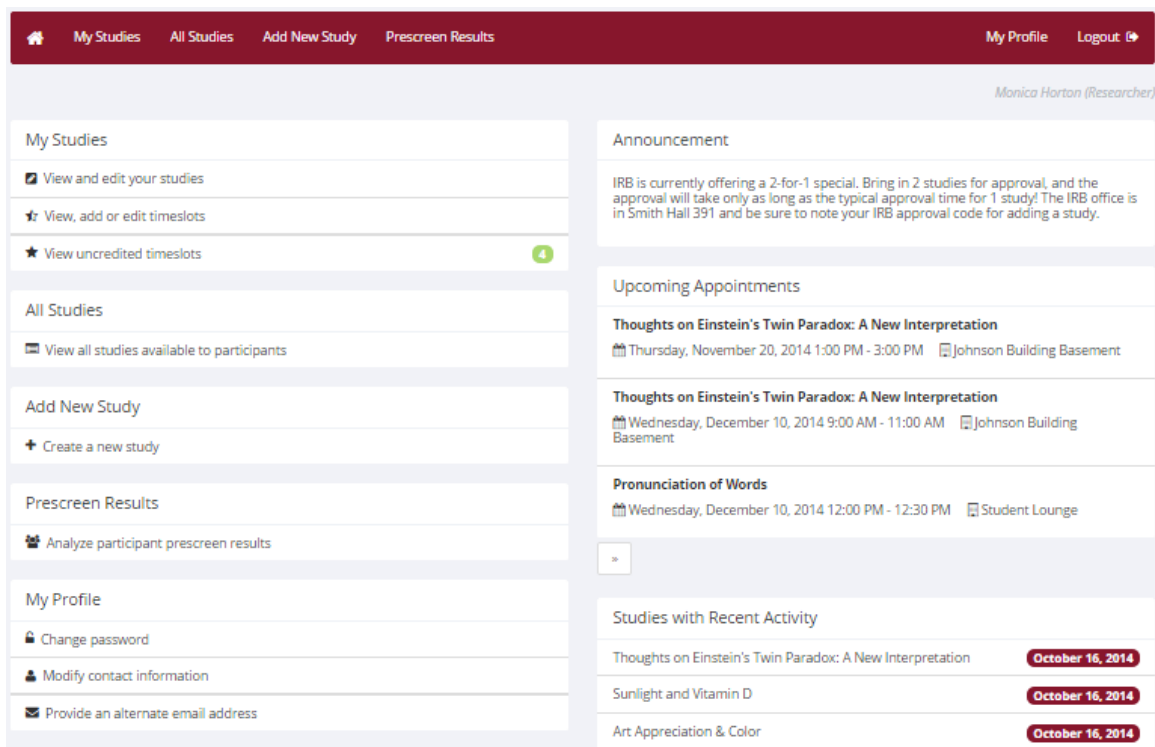 My Studies All Studies Add New Study Prescreen Results My Profile Logout
Monica Horton (Researcher)
My Studies
View and edit your studies
View, add or edit timeslots
View uncredited timeslots 4
All Studies
View all studies available to participants
Add New Study
Create a new study
Prescreen Results
Analyze participant prescreen results
My Profile
Change password
Modify contact information
Provide an alternate email address
Announcement
IRB is currently offering a 2-for-1 special. Bring in 2 studies for approval, and the
approval will take only as long as the typical approval time for 1 study! The IRB office is
in Smith Hall 391 and be sure to note your IRB approval code for adding a study.
Upcoming Appointments
Thoughts on Einstein's Twin Paradox: A New Interpretation
Thursday, November 20, 2014 1:00 PM - 3:00 PM Johnson Building Basement
Thoughts on Einstein's Twin Paradox: A New Interpretation
Wednesday, December 10, 2014 9:00 AM - 11:00 AM Johnson Building
Basement
Pronunciation of Words
Wednesday, December 10, 2014 12:00 PM - 12:30 PM Student Lounge
»
Studies with Recent Activity
Thoughts on Einstein's Twin Paradox: A New Interpretation October 16, 2014
Sunlight and Vitamin D October 16, 2014
Art Appreciation & Color October 16, 2014